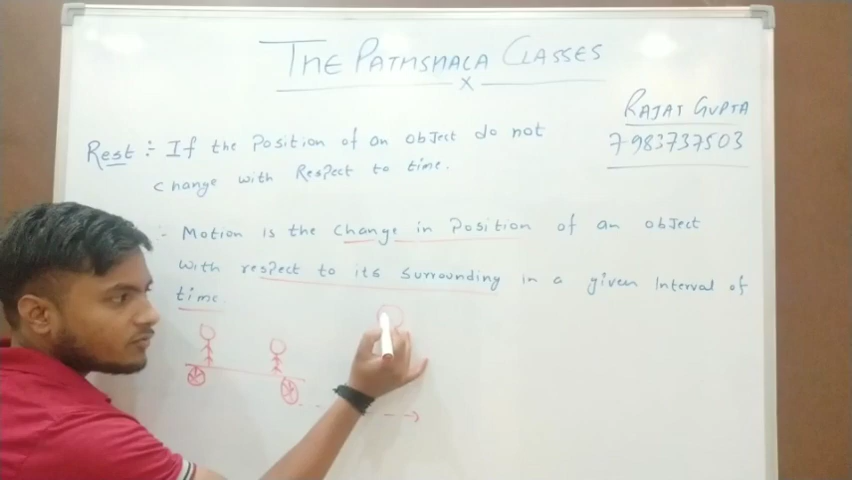 THE PATHSHALA CLASSES
x
RAJAT GUPTA
7983737503
Rest :- If the Position of an object do not
change with Respect to time.
:- Motion is the change in Position of an object
with respect to its surrounding in a given Interval of
time.